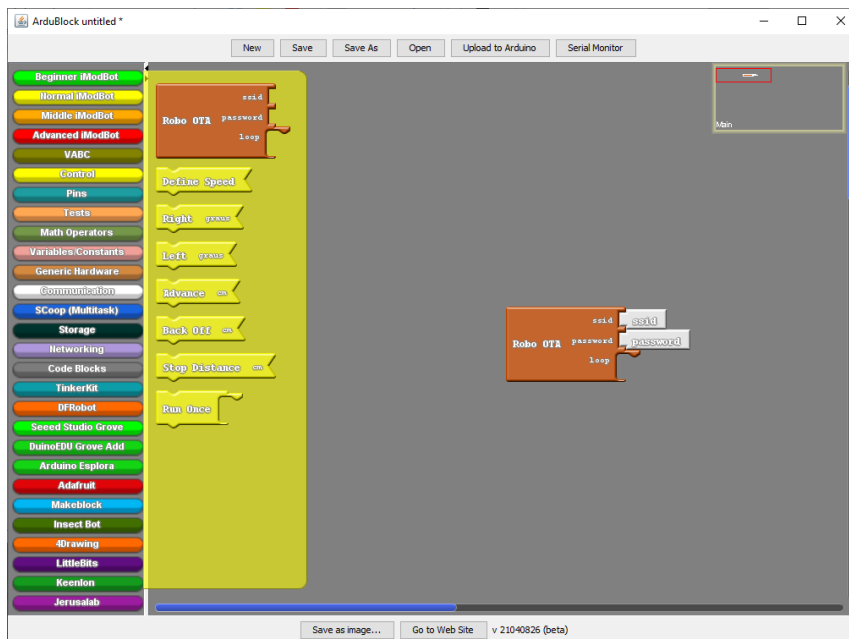 ArduBlock untitled *
New Save Save As Open Upload to Arduino Serial Monitor
Beginner iModBot
Normal iModBot
Middle iModBot
Advanced iModBot
VABC
Control
Pins
Tests
Math Operators
Variables/Constants
Generic Hardware
Communication
SCoop (Multitask)
Storage
Networking
Code Blocks
TinkerKit
DFRobot
Seeed Studio Grove
DuinoEDU Grove Add
Arduino Esplora
Adafruit
Makeblock
Insect Bot
4Drawing
LittleBits
Keenlon
Jerusalab
ssid
Robo OTA password
loop
Define Speed
Right graus
Left graus
Advance cm
Back Off cm
Stop Distance cm
Run Once
Main
ssid ssid
Robo OTA password password
loop
Save as image... Go to Web Site v 21040826 (beta)